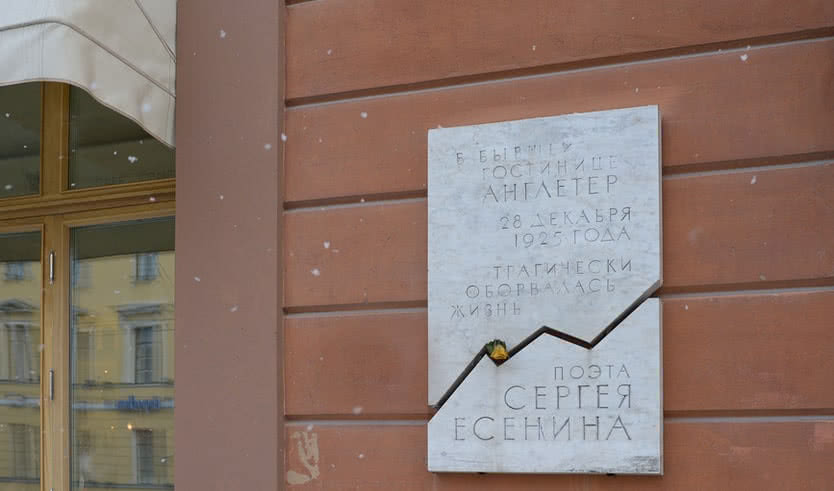 В БЫВШЕЙ
ГОСТИНИЦЕ
АНГЛЕТЕР
28 ДЕКАБРЯ
1925 ГОДА
ТРАГИЧЕСКИ
ОБОРВАЛАСЬ
ЖИЗНЬ
ПОЭТА
СЕРГЕЯ
ЕСЕНИНА